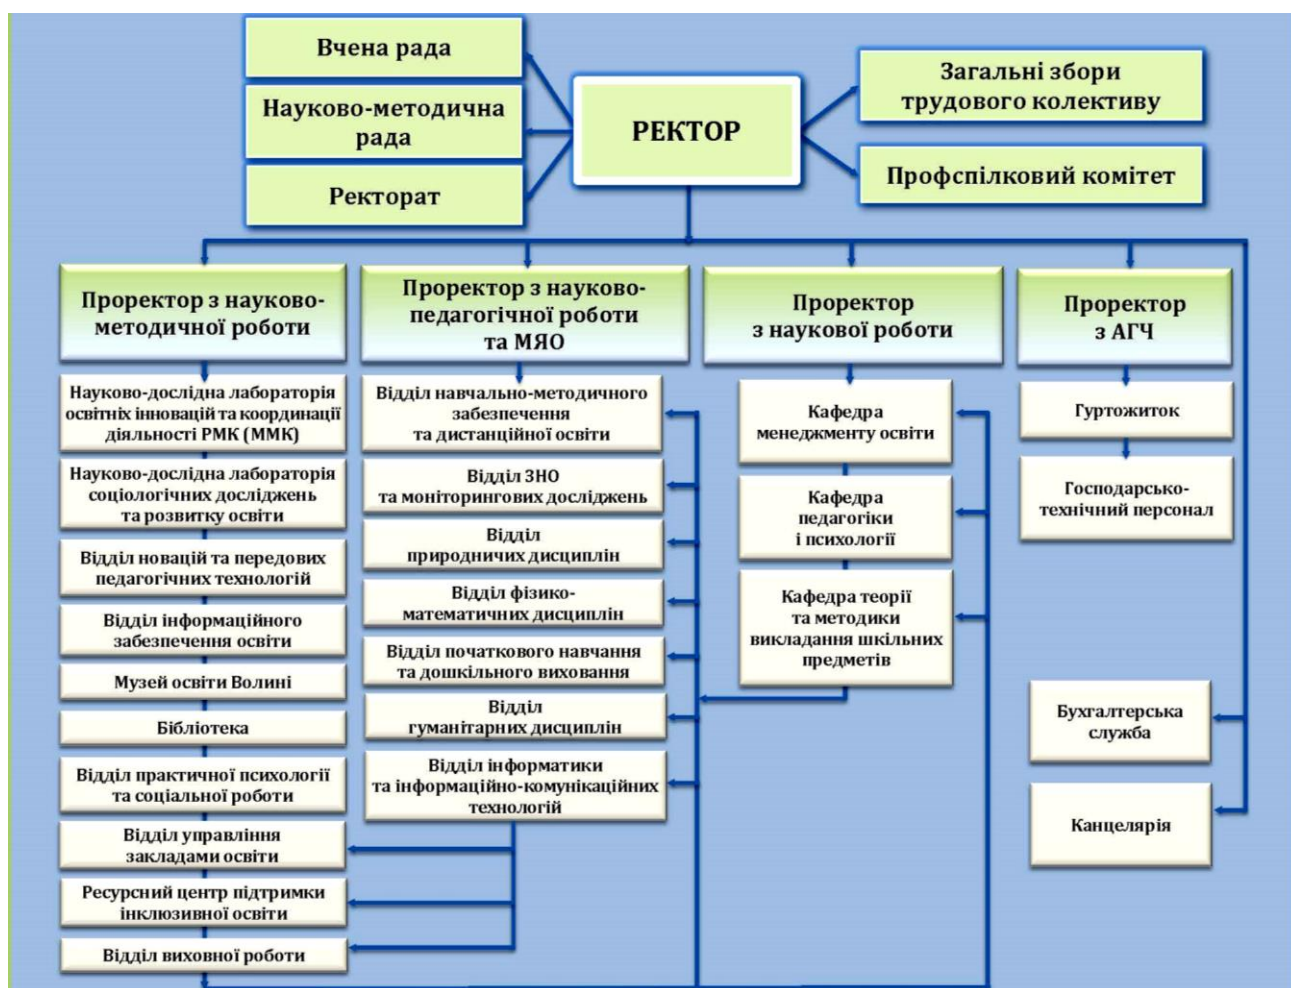 Вчена рада
Науково-методична
рада
Ректорат
РЕКТОР
Загальні збори
трудового колективу
Профспілковий комітет
Проректор з науково-
методичної роботи
Науково-дослідна лабораторія
освітніх інновацій та координації
діяльності РМК (ММК)
Науково-дослідна лабораторія
соціологічних досліджень
та розвитку освіти
Відділ новацій та передових
педагогічних технологій
Відділ інформаційного
забезпечення освіти
Музей освіти Волині
Бібліотека
Відділ практичної психології
та соціальної роботи
Відділ управління
закладами освіти
Ресурсний центр підтримки
інклюзивної освіти
Відділ виховної роботи
Проректор з науково-
педагогічної роботи
та МЯО
Відділ навчально-методичного
забезпечення
та дистанційної освіти
Відділ ЗНО
та моніторингових досліджень
Відділ
природничих дисциплін
Відділ фізико-
математичних дисциплін
Відділ початкового навчання
та дошкільного виховання
Відділ
гуманітарних дисциплін
Відділ інформатики
та інформаційно-комунікаційних
технологій
Проректор
з наукової роботи
Кафедра
менеджменту освіти
Кафедра
педагогіки
і психології
Кафедра теорії
та методики
викладання шкільних
предметів
Проректор
з АГЧ
Гуртожиток
Господарсько-
технічний персонал
Бухгалтерська
служба
Канцелярія